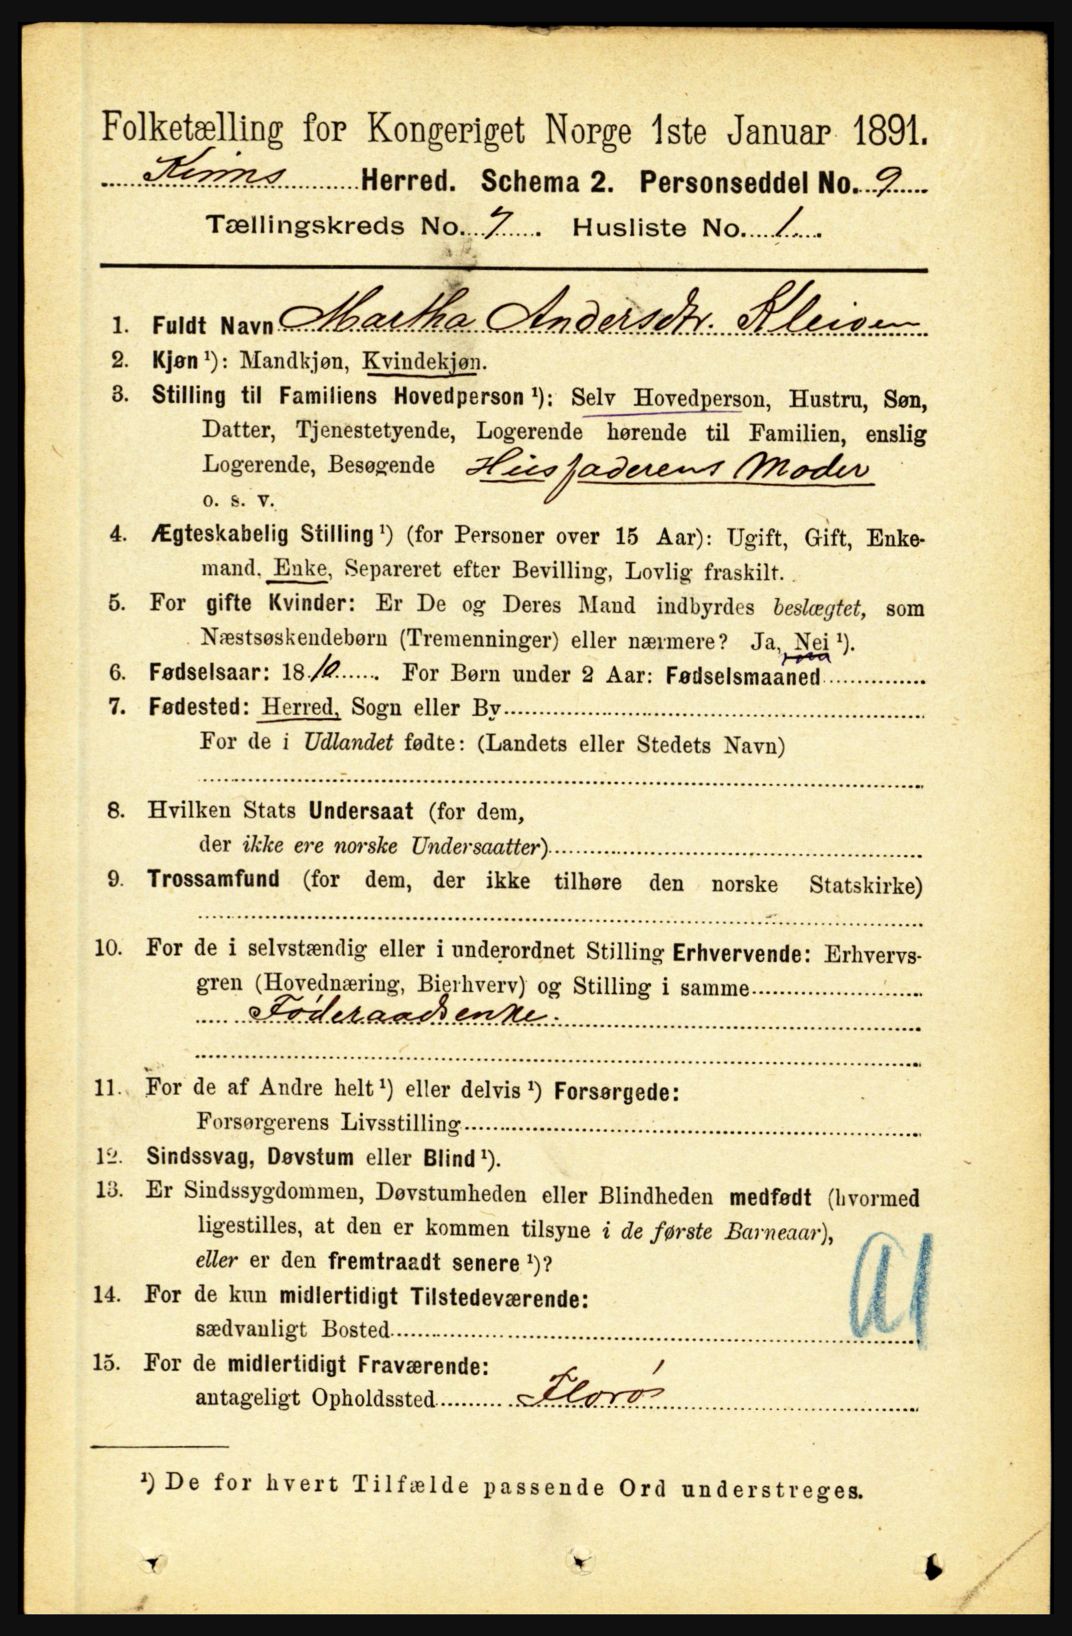 Folketælling for Kongeriget Norge 1ste Januar 1891.
Kinns Herred. Schema 2. Personseddel No. 9
Tællingskreds No. 7. Husliste No. 1.
1. Fuldt Navn Martha Andersdtr. Kleiven
2. Kjøn ¹): Mandkjøn, Kvindekjøn.
3. Stilling til Familiens Hovedperson ¹): Selv Hovedperson, Hustru, Søn,
Datter, Tjenestetyende, Logerende hørende til Familien, enslig
Logerende, Besøgende Husfaderens Moder
o. s. v.
4. Ægteskabelig Stilling ¹) (for Personer over 15 Aar): Ugift, Gift, Enke-
mand, Enke, Separeret efter Bevilling, Lovlig fraskilt.
5. For gifte Kvinder: Er De og Deres Mand indbyrdes beslægtet, som
Næstsøskendebørn (Tremenninger) eller nærmere? Ja, Nei ¹).
6. Fødselsaar: 1810. For Børn under 2 Aar: Fødselsmaaned
7. Fødested: Herred, Sogn eller By
For de i Udlandet fødte: (Landets eller Stedets Navn)
8. Hvilken Stats Undersaat (for dem,
der ikke ere norske Undersaatter)
9. Trossamfund (for dem, der ikke tilhøre den norske Statskirke)
10. For de i selvstændig eller i underordnet Stilling Erhvervende: Erhvervs-
gren (Hovednæring, Bierhverv) og Stilling i samme
Føderaadsenke.
11. For de af Andre helt ¹) eller delvis ¹) Forsørgede:
Forsørgerens Livsstilling
12. Sindssvag, Døvstum eller Blind ¹).
13. Er Sindssygdommen, Døvstumheden eller Blindheden medfødt (hvormed
ligestilles, at den er kommen tilsyne i de første Barneaar),
eller er den fremtraadt senere ¹)?
14. For de kun midlertidigt Tilstedeværende:
sædvanligt Bosted
15. For de midlertidigt Fraværende:
antageligt Opholdssted Florø
¹) De for hvert Tilfælde passende Ord understreges.